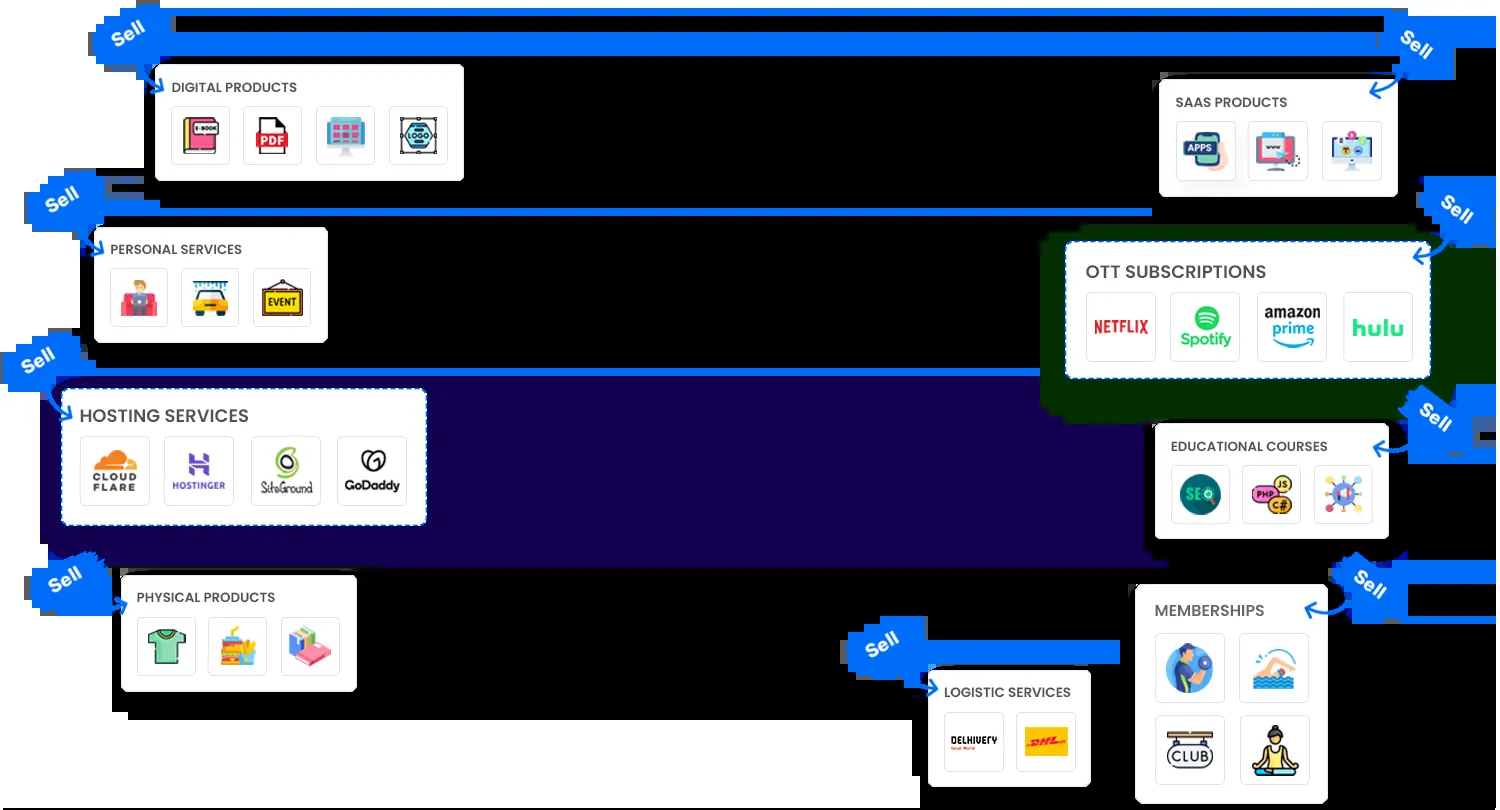 Sell
DIGITAL PRODUCTS
E-BOOK
PDF
LOGO
Sell
SAAS PRODUCTS
APPS
www
Sell
PERSONAL SERVICES
EVENT
Sell
OTT SUBSCRIPTIONS
NETFLIX
Spotify
amazon
prime
hulu
Sell
HOSTING SERVICES
CLOUD
FLARE
HOSTINGER
SiteGround
GoDaddy
Sell
EDUCATIONAL COURSES
SEO
JS
PHP
C#
Sell
PHYSICAL PRODUCTS
Sell
MEMBERSHIPS
CLUB
Sell
LOGISTIC SERVICES
DELHIVERY
Small World
DHL